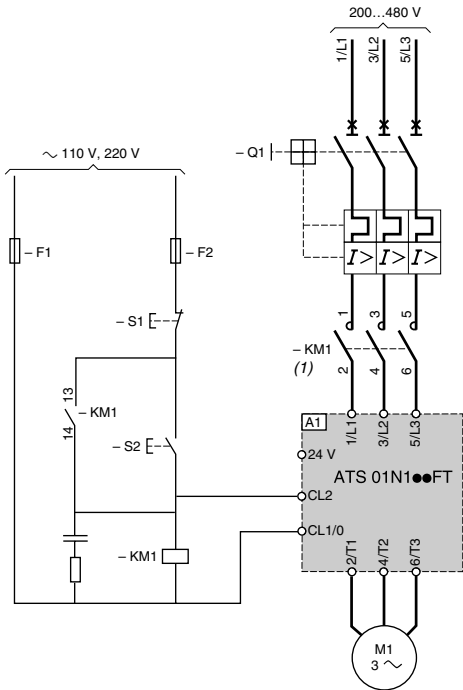 200...480 V
1/L1
3/L2
5/L3
– Q1
∼ 110 V, 220 V
– F1
– F2
I >
I >
I >
– S1
1
3
5
– KM1
(1)
2
4
6
13
– KM1
14
– S2
A1
1/L1
3/L2
5/L3
24 V
ATS 01N1●●FT
CL2
CL1/0
– KM1
2/T1
4/T2
6/T3
M1
3 ∼